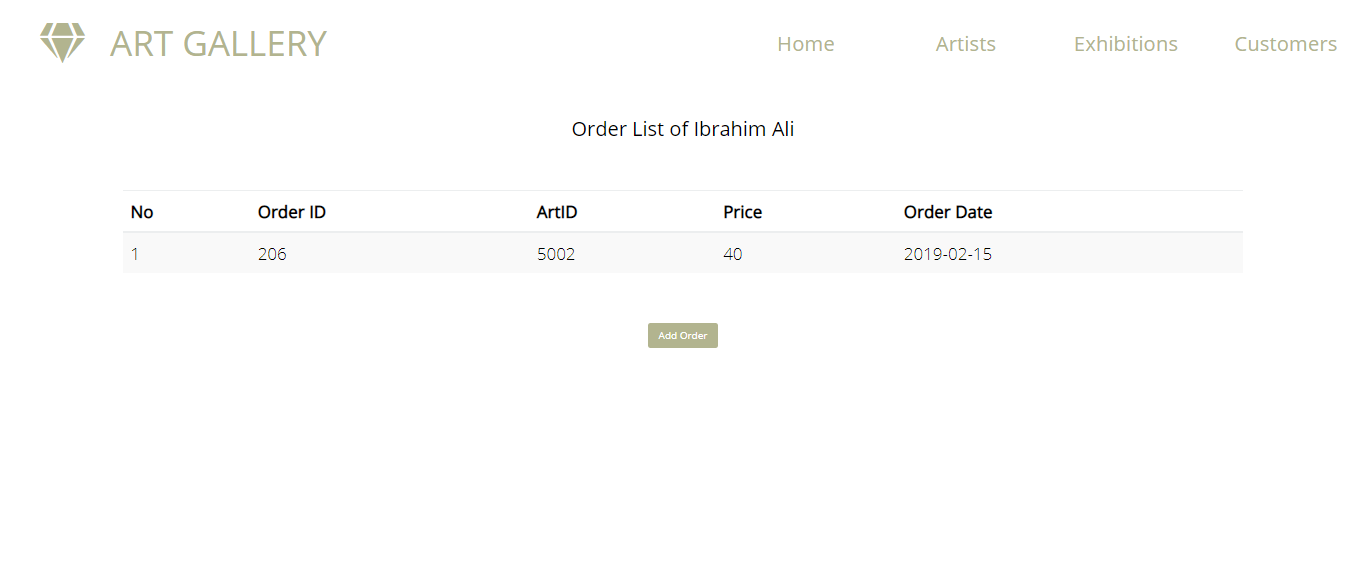 ART GALLERY Home Artists Exhibitions Customers
Order List of Ibrahim Ali
No Order ID ArtID Price Order Date
1 206 5002 40 2019-02-15
Add Order